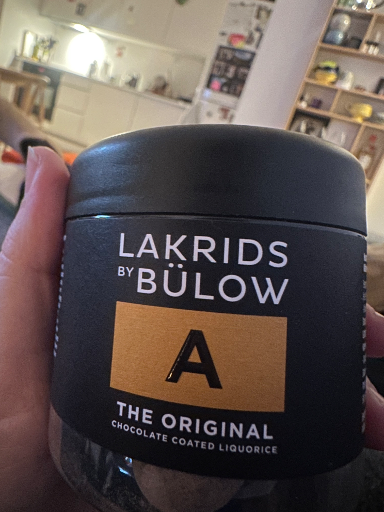 LAKRIDS
BY BÜLOW
A
THE ORIGINAL
CHOCOLATE COATED LIQUORICE